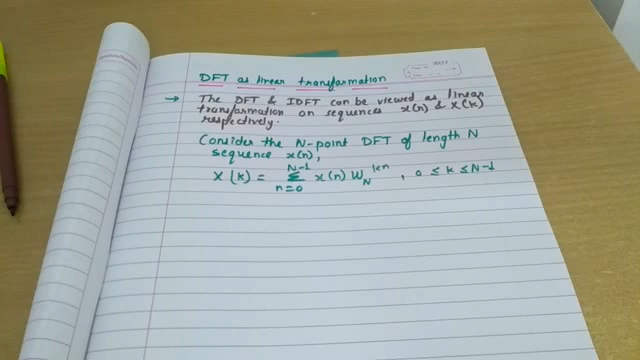 DFT as linear transformation
→ The DFT & IDFT can be viewed as linear
transformation on sequences x(n) & X(k)
respectively.
Consider the N-point DFT of length N
sequence x(n),
X(k) = N-1 Σ n=0 x(n) W_N^kn , 0 ≤ k ≤ N-1